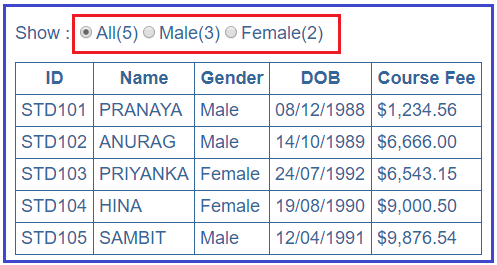 Show : All(5) Male(3) Female(2)
ID Name Gender DOB Course Fee
STD101 PRANAYA Male 08/12/1988 $1,234.56
STD102 ANURAG Male 14/10/1989 $6,666.00
STD103 PRIYANKA Female 24/07/1992 $6,543.15
STD104 HINA Female 19/08/1990 $9,000.50
STD105 SAMBIT Male 12/04/1991 $9,876.54